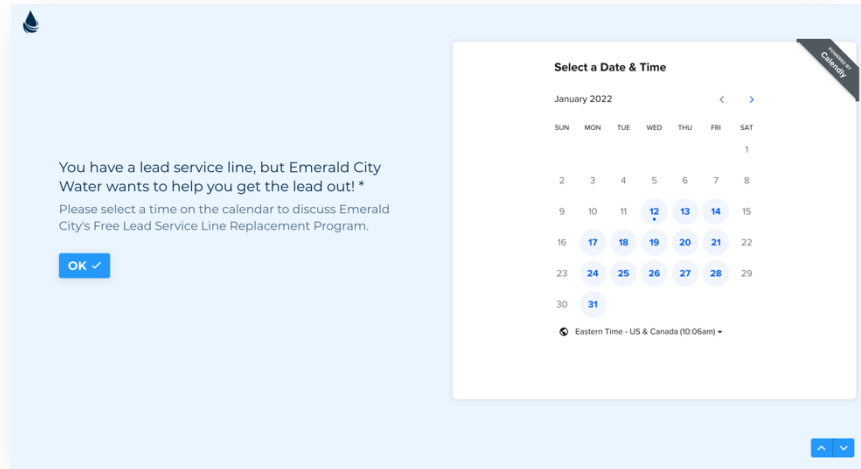 You have a lead service line, but Emerald City
Water wants to help you get the lead out! *
Please select a time on the calendar to discuss Emerald
City's Free Lead Service Line Replacement Program.
OK
POWERED BY
Calendly
Select a Date & Time
January 2022
SUN MON TUE WED THU FRI SAT
1
2 3 4 5 6 7 8
9 10 11 12 13 14 15
16 17 18 19 20 21 22
23 24 25 26 27 28 29
30 31
Eastern Time - US & Canada (10:06am)